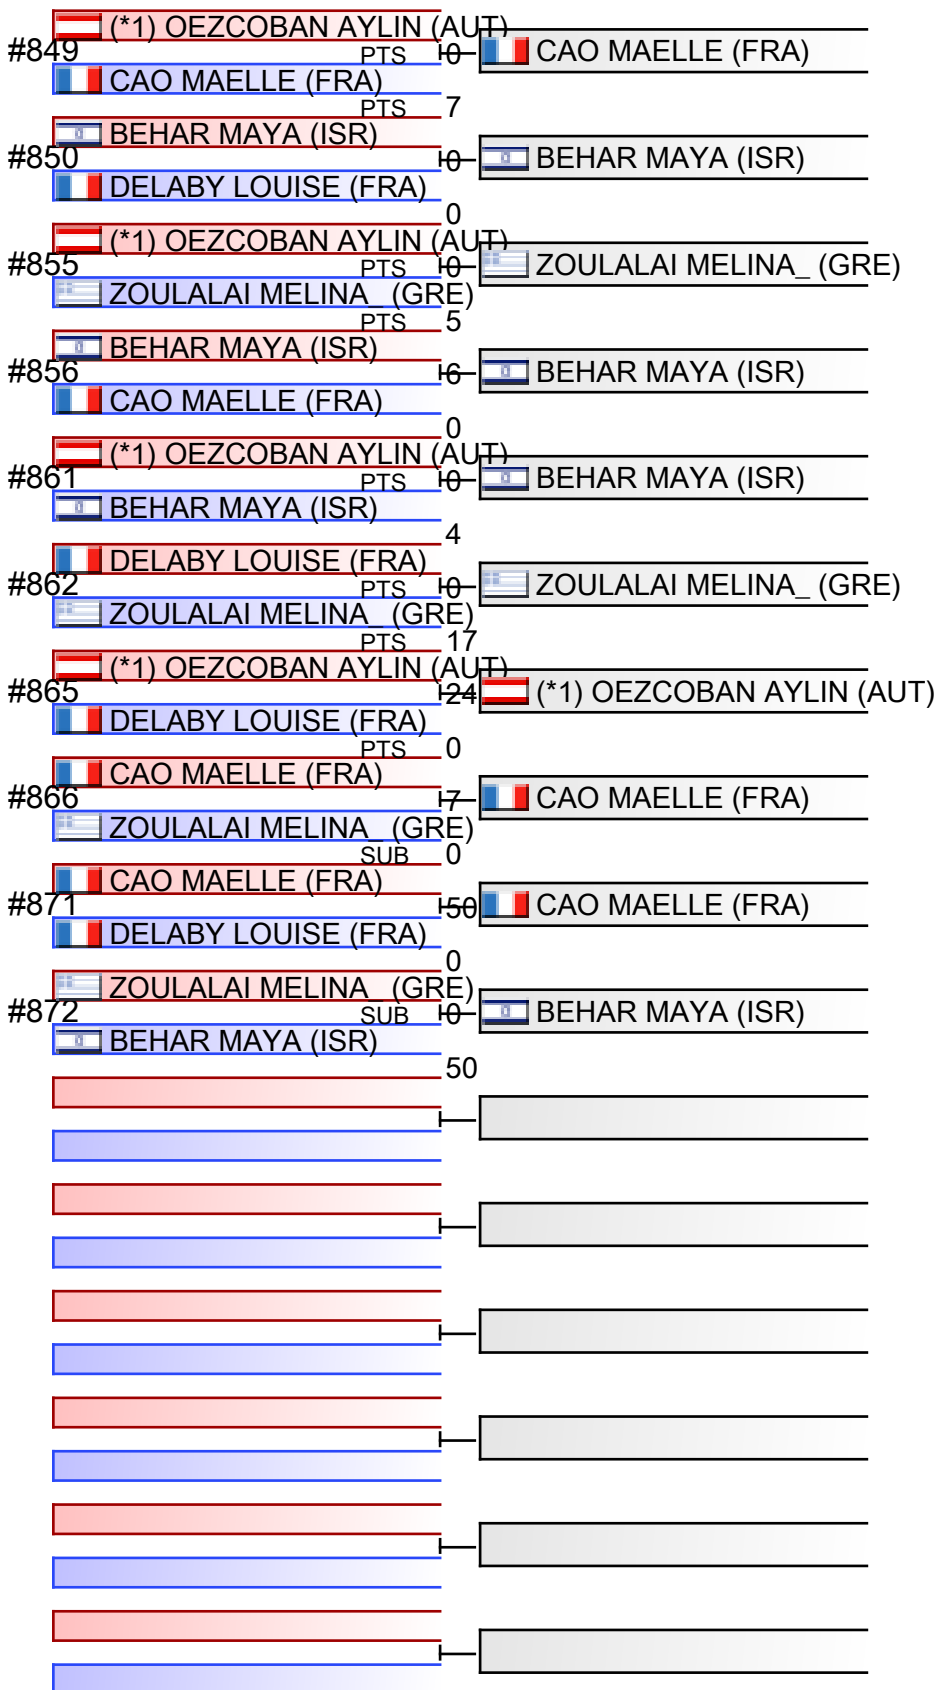 (*1) OEZCOBAN AYLIN (AUT)
#849 PTS 0 CAO MAELLE (FRA)
CAO MAELLE (FRA)
PTS 7
BEHAR MAYA (ISR)
#850 0 BEHAR MAYA (ISR)
DELABY LOUISE (FRA)
0
(*1) OEZCOBAN AYLIN (AUT)
#855 PTS 0 ZOULALAI MELINA_ (GRE)
ZOULALAI MELINA_ (GRE)
PTS 5
BEHAR MAYA (ISR)
#856 6 BEHAR MAYA (ISR)
CAO MAELLE (FRA)
0
(*1) OEZCOBAN AYLIN (AUT)
#861 PTS 0 BEHAR MAYA (ISR)
BEHAR MAYA (ISR)
4
DELABY LOUISE (FRA)
#862 PTS 0 ZOULALAI MELINA_ (GRE)
ZOULALAI MELINA_ (GRE)
PTS 17
(*1) OEZCOBAN AYLIN (AUT)
#865 24 (*1) OEZCOBAN AYLIN (AUT)
DELABY LOUISE (FRA)
PTS 0
CAO MAELLE (FRA)
#866 7 CAO MAELLE (FRA)
ZOULALAI MELINA_ (GRE)
SUB 0
CAO MAELLE (FRA)
#871 50 CAO MAELLE (FRA)
DELABY LOUISE (FRA)
0
ZOULALAI MELINA_ (GRE)
#872 SUB 0 BEHAR MAYA (ISR)
BEHAR MAYA (ISR)
50